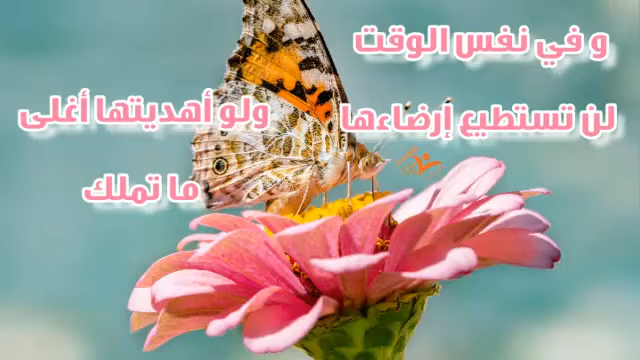 و في نفس الوقت
لن تستطيع إرضاءها
ولو أهديتها أغلى
ما تملك